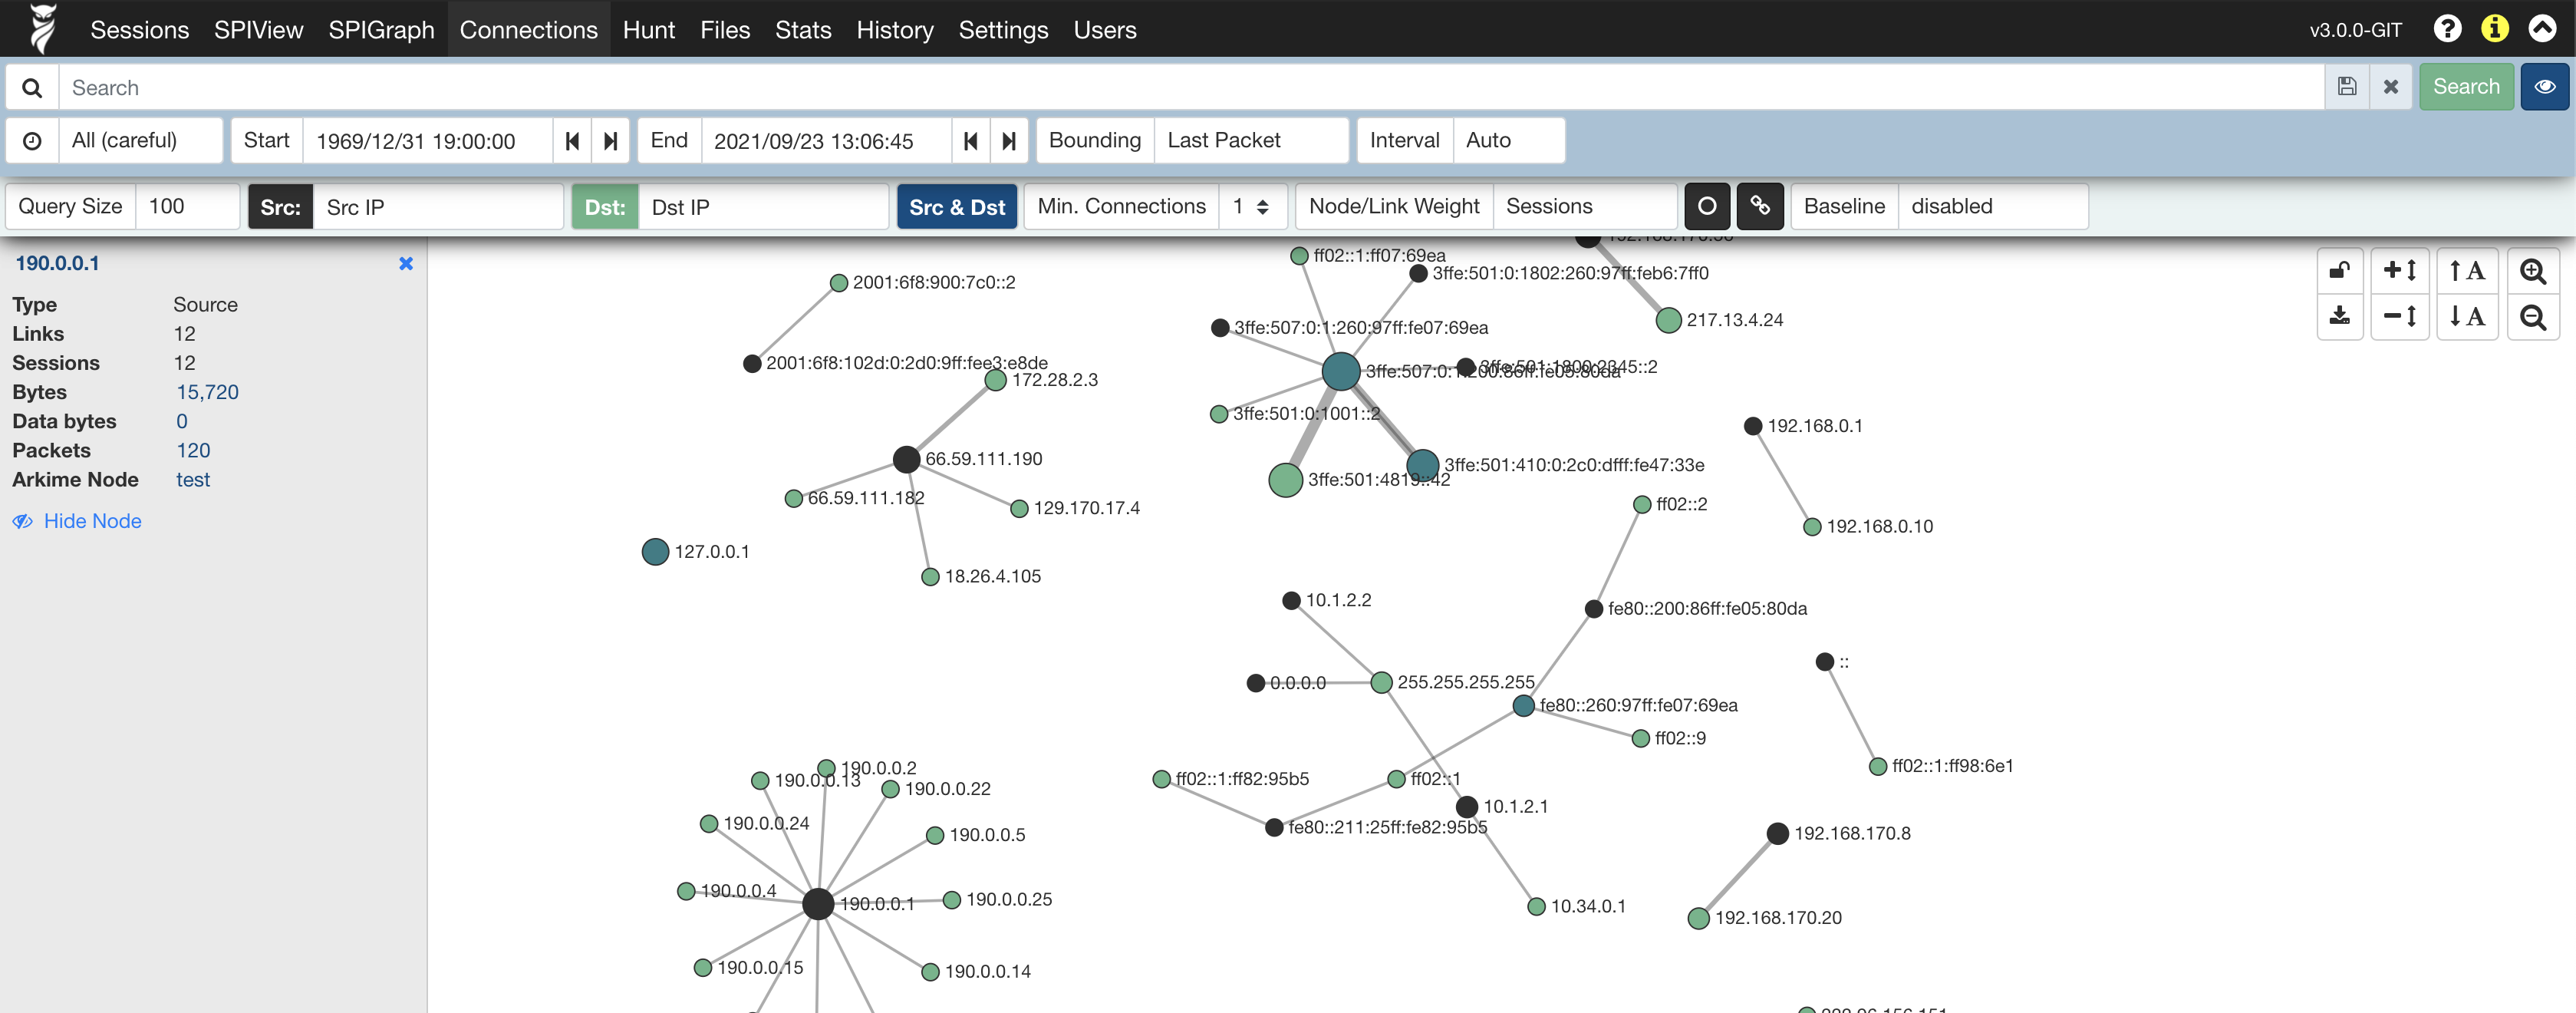 Sessions SPIView SPIGraph Connections Hunt Files Stats History Settings Users v3.0.0-GIT
Search Search
All (careful) Start 1969/12/31 19:00:00 End 2021/09/23 13:06:45 Bounding Last Packet Interval Auto
Query Size 100 Src: Src IP Dst: Dst IP Src & Dst Min. Connections 1 Node/Link Weight Sessions Baseline disabled
190.0.0.1
Type Source
Links 12
Sessions 12
Bytes 15,720
Data bytes 0
Packets 120
Arkime Node test
Hide Node
ff02::1:ff07:69ea
3ffe:501:0:1802:260:97ff:feb6:7ff0
2001:6f8:900:7c0::2
217.13.4.24
3ffe:507:0:1:260:97ff:fe07:69ea
2001:6f8:102d:0:2d0:9ff:fee3:e8de
3ffe:507:0:1:200:86ff:fe05:80da
172.28.2.3
3ffe:501:0:1001::2
192.168.0.1
66.59.111.190
3ffe:501:410:0:2c0:dfff:fe47:33e
3ffe:501:4819::42
66.59.111.182
ff02::2
129.170.17.4
192.168.0.10
127.0.0.1
18.26.4.105
10.1.2.2
fe80::200:86ff:fe05:80da
::
0.0.0.0
255.255.255.255
fe80::260:97ff:fe07:69ea
ff02::9
190.0.0.2
ff02::1:ff98:6e1
190.0.0.13
ff02::1:ff82:95b5
ff02::1
190.0.0.22
10.1.2.1
190.0.0.24
fe80::211:25ff:fe82:95b5
190.0.0.5
192.168.170.8
190.0.0.4
190.0.0.25
190.0.0.1
10.34.0.1
192.168.170.20
190.0.0.15
190.0.0.14